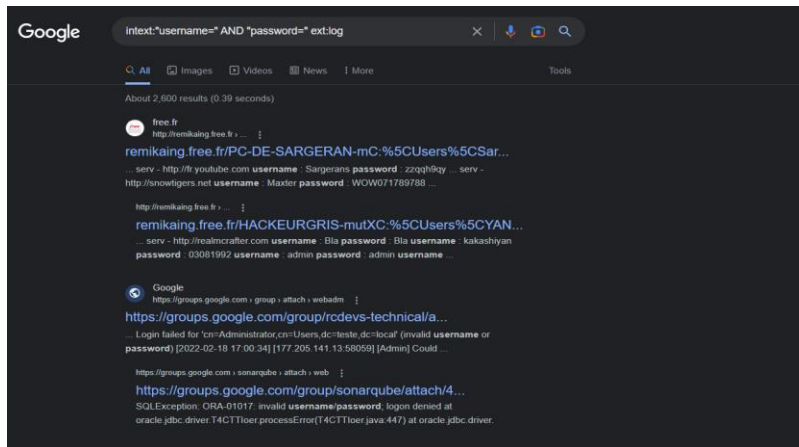 Google
intext:"username=" AND "password=" ext:log
All Images Videos News More Tools
About 2,600 results (0.39 seconds)
free.fr
http://remikaing.free.fr › ...
remikaing.free.fr/PC-DE-SARGERAN-mC:%5CUsers%5CSar...
... serv - http://fr.youtube.com username : Sargerans password : zzqqh9qy ... serv -
http://snowtigers.net username : Maxter password : WOW071789788 ...
http://remikaing.free.fr › ...
remikaing.free.fr/HACKEURGRIS-mutXC:%5CUsers%5CYAN...
... serv - http://realmcrafter.com username : Bla password : Bla username : kakashiyan
password : 03081992 username : admin password : admin username ...
Google
https://groups.google.com › group › attach › webadm
https://groups.google.com/group/rcdevs-technical/a...
... Login failed for 'cn=Administrator,cn=Users,dc=teste,dc=local' (invalid username or
password) [2022-02-18 17:00:34] [177.205.141.13:58059] [Admin] Could ...
https://groups.google.com › sonarqube › attach › web
https://groups.google.com/group/sonarqube/attach/4...
SQLException: ORA-01017: invalid username/password; logon denied at
oracle.jdbc.driver.T4CTTIoer.processError(T4CTTIoer.java:447) at oracle.jdbc.driver.